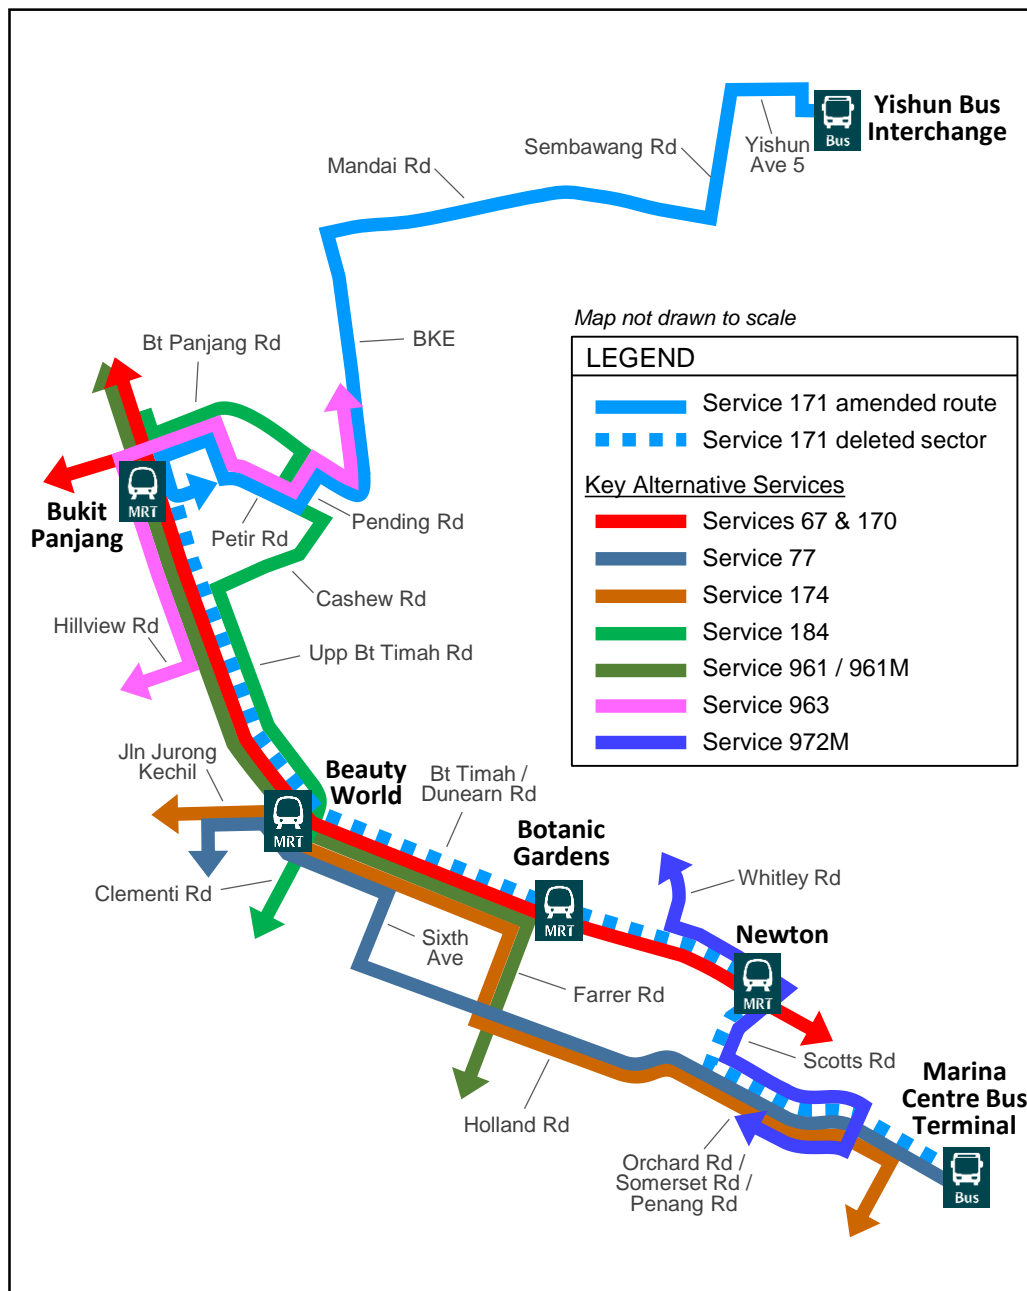 Yishun Bus
Interchange
Bus
Yishun
Ave 5
Sembawang Rd
Mandai Rd
Map not drawn to scale
LEGEND
Service 171 amended route
Service 171 deleted sector
Key Alternative Services
Services 67 & 170
Service 77
Service 174
Service 184
Service 961 / 961M
Service 963
Service 972M
Bt Panjang Rd
BKE
MRT
Bukit
Panjang
Petir Rd
Pending Rd
Cashew Rd
Hillview Rd
Upp Bt Timah Rd
Jln Jurong
Kechil
Beauty
World
MRT
Bt Timah /
Dunearn Rd
Botanic
Gardens
MRT
Clementi Rd
Sixth
Ave
Whitley Rd
Newton
MRT
Farrer Rd
Scotts Rd
Holland Rd
Marina
Centre Bus
Terminal
Bus
Orchard Rd /
Somerset Rd /
Penang Rd